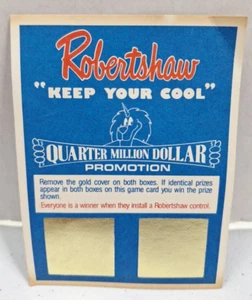 Robertshaw
"KEEP YOUR COOL"
QUARTER MILLION DOLLAR
PROMOTION
Remove the gold cover on both boxes. If identical prizes
appear in both boxes on this game card you win the prize
shown.
Everyone is a winner when they install a Robertshaw control.